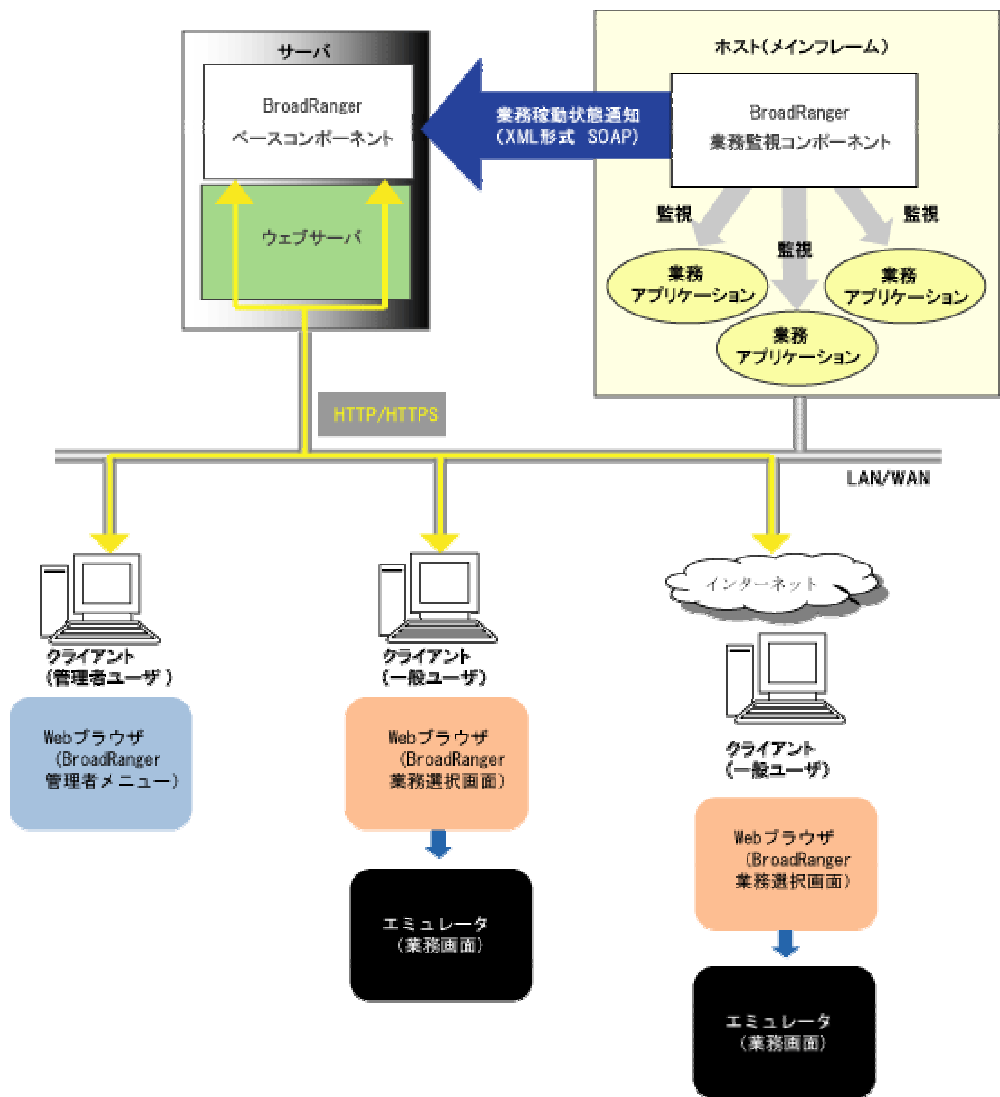 サーバ
BroadRanger
ベースコンポーネント
ウェブサーバ
業務稼動状態通知
(XML形式 SOAP)
ホスト(メインフレーム)
BroadRanger
業務監視コンポーネント
監視
監視
監視
業務
アプリケーション
業務
アプリケーション
業務
アプリケーション
HTTP/HTTPS
LAN/WAN
クライアント
(管理者ユーザ)
Webブラウザ
(BroadRanger
管理者メニュー)
クライアント
(一般ユーザ)
Webブラウザ
(BroadRanger
業務選択画面)
エミュレータ
(業務画面)
インターネット
クライアント
(一般ユーザ)
Webブラウザ
(BroadRanger
業務選択画面)
エミュレータ
(業務画面)